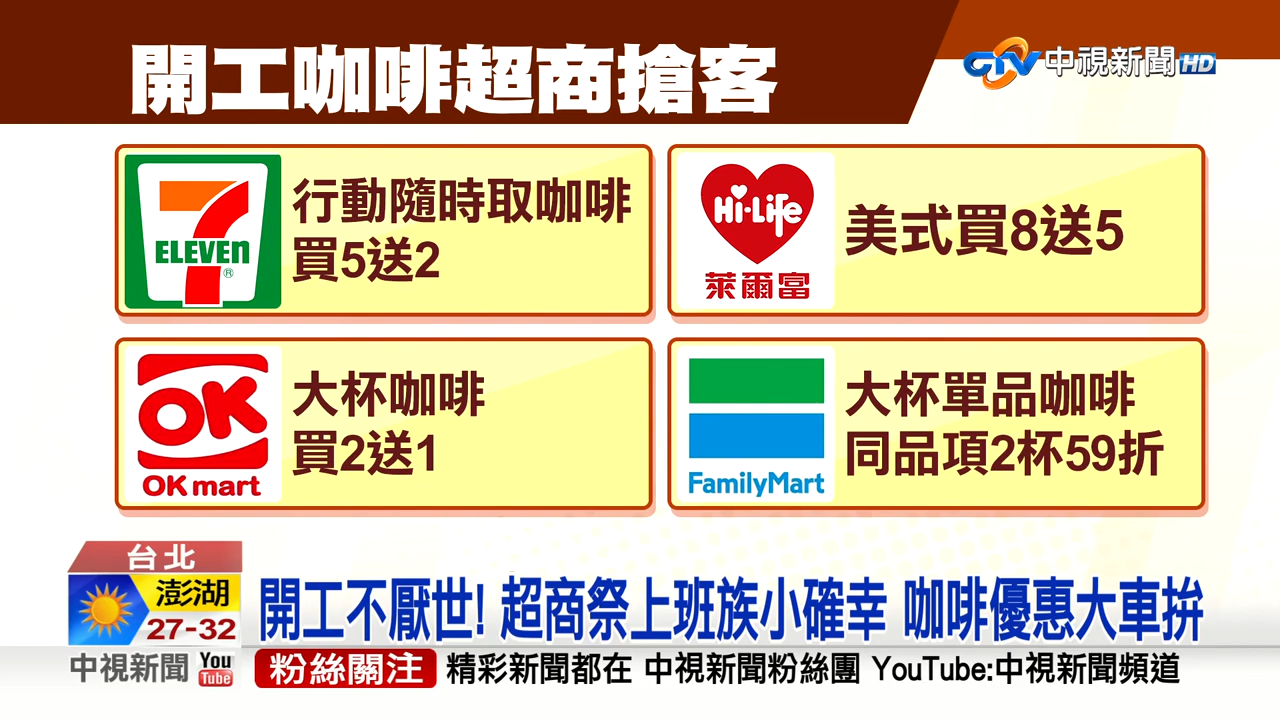 開工咖啡超商搶客
CTV中視新聞HD
7
ELEVEN
®
行動隨時取咖啡
買5送2
Hi-Life
萊爾富
美式買8送5
OK
OK mart
大杯咖啡
買2送1
FamilyMart
大杯單品咖啡
同品項2杯59折
台北
澎湖
27-32
開工不厭世! 超商祭上班族小確幸 咖啡優惠大車拚
中視新聞 YouTube
粉絲關注 精彩新聞都在 中視新聞粉絲團 YouTube:中視新聞頻道